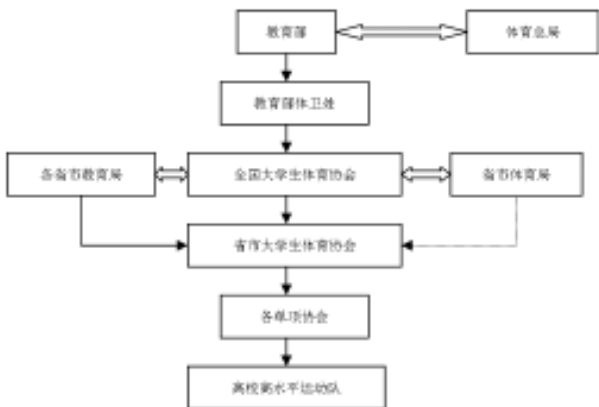 教育部
体育总局
教育部体卫处
各省市教育局
全国大学生体育协会
省市体育局
省市大学生体育协会
各单项协会
高校高水平运动队